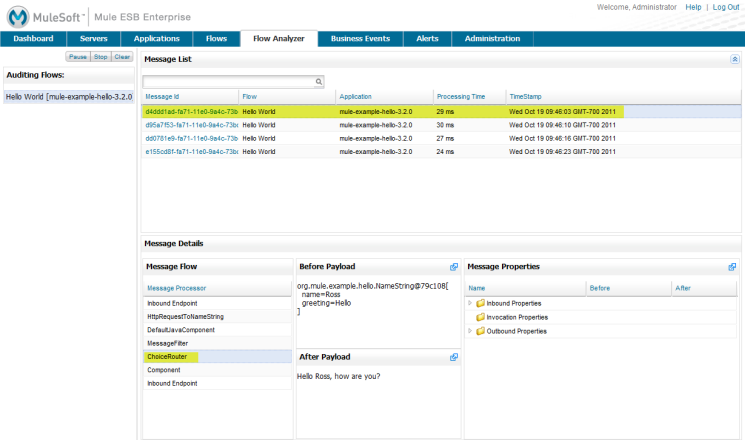 Welcome, Administrator Help | Log Out
MuleSoft™ Mule ESB Enterprise
Dashboard Servers Applications Flows Flow Analyzer Business Events Alerts Administration
Pause Stop Clear
Auditing Flows:
Hello World [mule-example-hello-3.2.0
Message List
Message Id Flow Application Processing Time TimeStamp
d4ddd1ad-fa71-11e0-9a4c-73b Hello World mule-example-hello-3.2.0 29 ms Wed Oct 19 09:46:03 GMT-700 2011
d95a7f53-fa71-11e0-9a4c-73b Hello World mule-example-hello-3.2.0 30 ms Wed Oct 19 09:46:10 GMT-700 2011
dd0781e9-fa71-11e0-9a4c-73b Hello World mule-example-hello-3.2.0 27 ms Wed Oct 19 09:46:16 GMT-700 2011
e155cd8f-fa71-11e0-9a4c-73b Hello World mule-example-hello-3.2.0 24 ms Wed Oct 19 09:46:23 GMT-700 2011
Message Details
Message Flow
Message Processor
Inbound Endpoint
HttpRequestToNameString
DefaultJavaComponent
MessageFilter
ChoiceRouter
Component
Inbound Endpoint
Before Payload
org.mule.example.hello.NameString@79c108[
name=Ross
greeting=Hello
]
After Payload
Hello Ross, how are you?
Message Properties
Name Before After
Inbound Properties
Invocation Properties
Outbound Properties